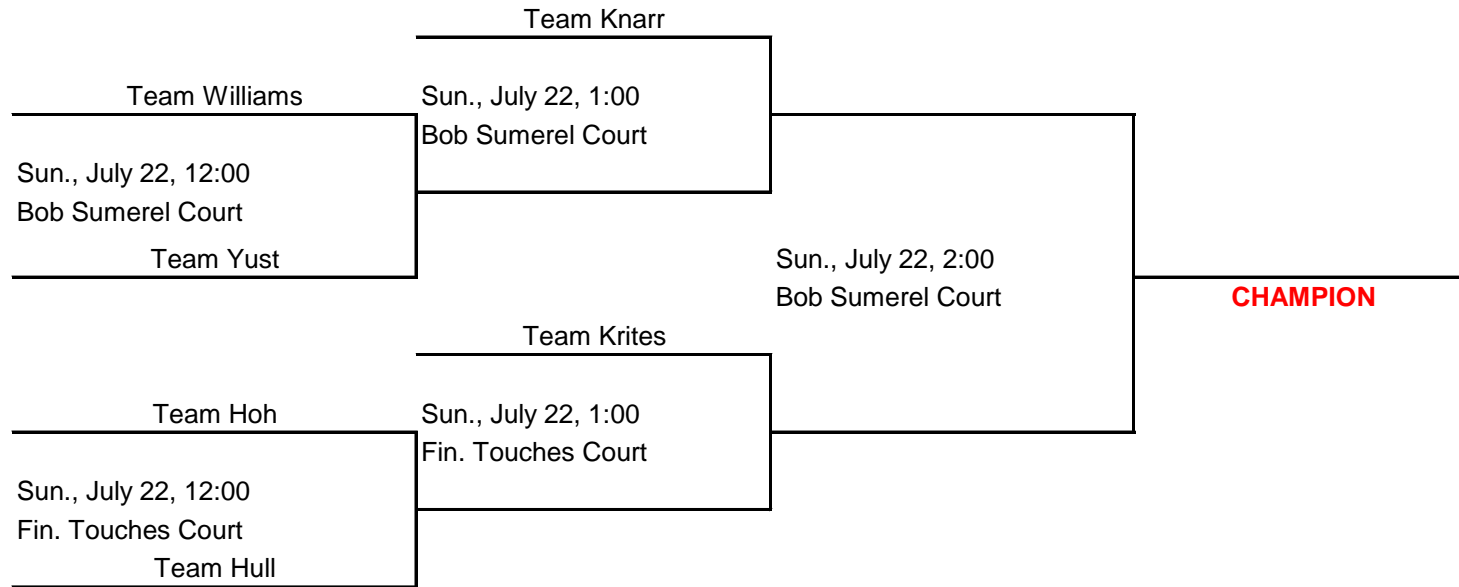 Team Knarr
Team Williams
Sun., July 22, 1:00
Bob Sumerel Court
Sun., July 22, 12:00
Bob Sumerel Court
Team Yust
Sun., July 22, 2:00
Bob Sumerel Court
CHAMPION
Team Krites
Team Hoh
Sun., July 22, 1:00
Fin. Touches Court
Sun., July 22, 12:00
Fin. Touches Court
Team Hull